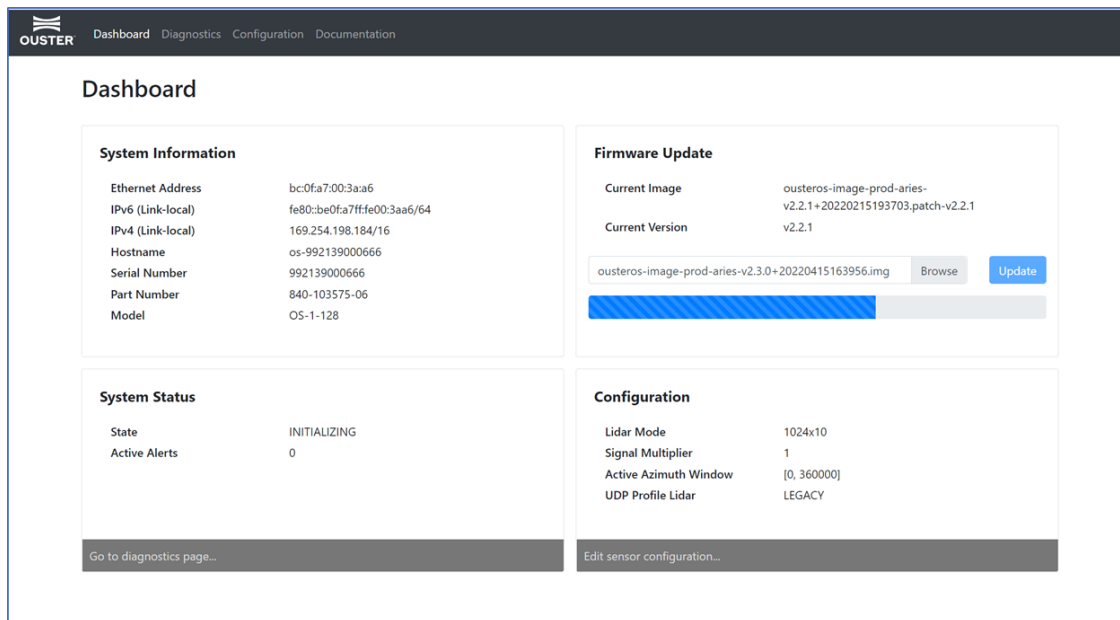 OUSTER Dashboard Diagnostics Configuration Documentation
Dashboard
System Information
Ethernet Address bc:0f:a7:00:3a:a6
IPv6 (Link-local) fe80::be0f:a7ff:fe00:3aa6/64
IPv4 (Link-local) 169.254.198.184/16
Hostname os-992139000666
Serial Number 992139000666
Part Number 840-103575-06
Model OS-1-128
Firmware Update
Current Image ousteros-image-prod-aries-
v2.2.1+20220215193703.patch-v2.2.1
Current Version v2.2.1
ousteros-image-prod-aries-v2.3.0+20220415163956.img Browse Update
System Status
State INITIALIZING
Active Alerts 0
Go to diagnostics page...
Configuration
Lidar Mode 1024x10
Signal Multiplier 1
Active Azimuth Window [0, 360000]
UDP Profile Lidar LEGACY
Edit sensor configuration...